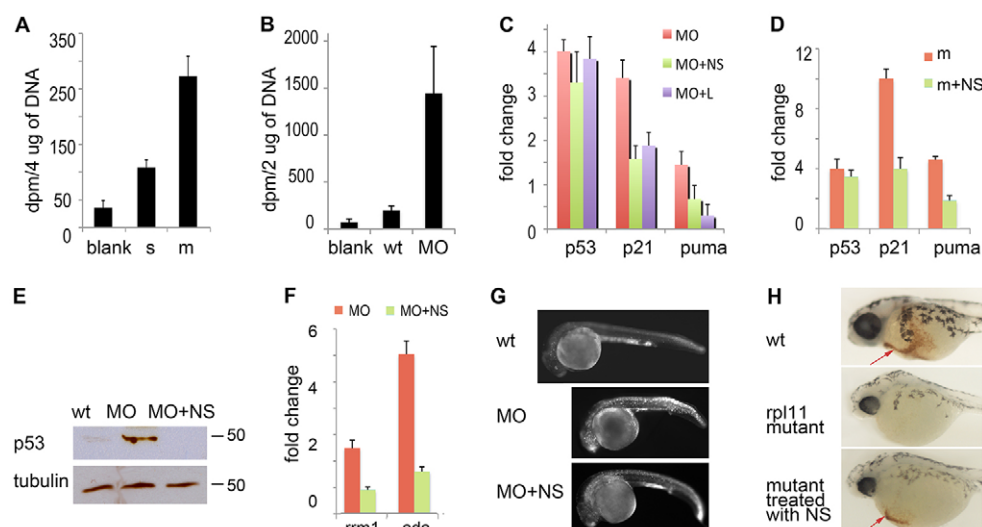 A
dpm/4 ug of DNA
350
250
150
50
0
blank s m
B
dpm/2 ug of DNA
2000
1500
1000
500
0
blank wt MO
C
fold change
4
3
2
1
0
MO
MO+NS
MO+L
p53 p21 puma
D
fold change
12
8
4
0
m
m+NS
p53 p21 puma
E
wt MO MO+NS
p53
50
tubulin
50
F
MO MO+NS
fold change
6
4
2
0
G
wt
MO
MO+NS
H
wt
rpl11
mutant
mutant
treated
with NS